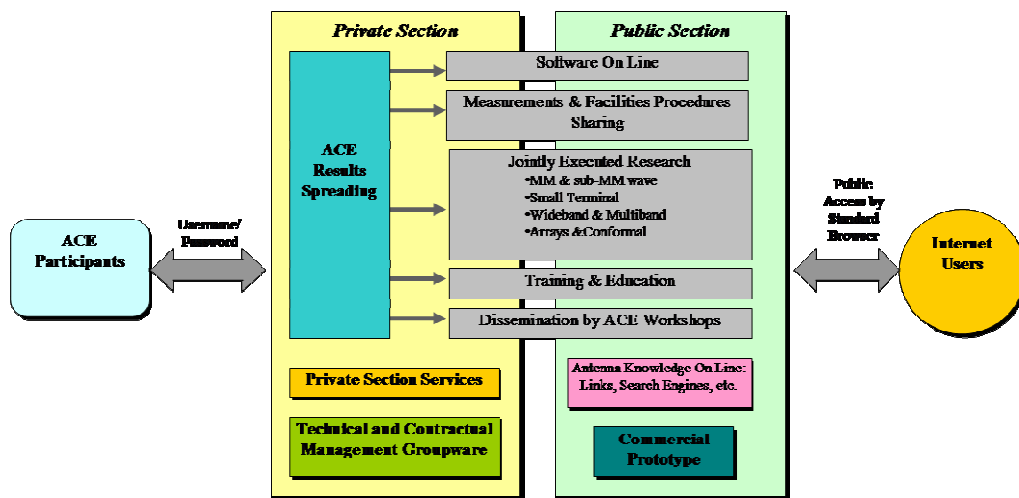 Private Section
Public Section
ACE
Results
Spreading
Software On Line
Measurements & Facilities Procedures
Sharing
Jointly Executed Research
•MM & sub-MM wave
•Small Terminal
•Wideband & Multiband
•Arrays &Conformal
Training & Education
Dissemination by ACE Workshops
ACE
Participants
Username/
Password
Public
Access by
Standard
Browser
Internet
Users
Private Section Services
Technical and Contractual
Management Groupware
Antenna Knowledge On Line:
Links, Search Engines, etc.
Commercial
Prototype